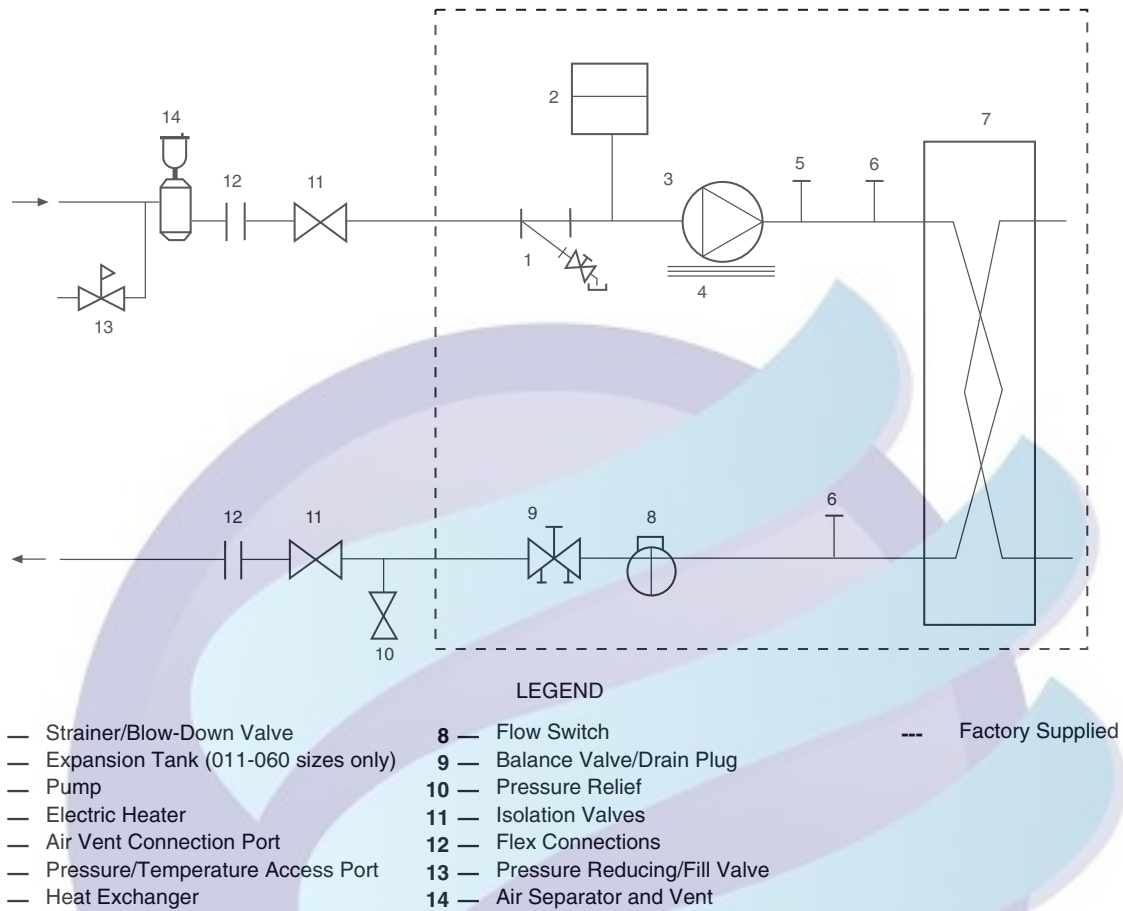 2
7
14
3
5
6
12
11
1
4
13
12
11
9
8
6
10
LEGEND
— Strainer/Blow-Down Valve
— Expansion Tank (011-060 sizes only)
— Pump
— Electric Heater
— Air Vent Connection Port
— Pressure/Temperature Access Port
— Heat Exchanger
8 — Flow Switch
9 — Balance Valve/Drain Plug
10 — Pressure Relief
11 — Isolation Valves
12 — Flex Connections
13 — Pressure Reducing/Fill Valve
14 — Air Separator and Vent
--- Factory Supplied